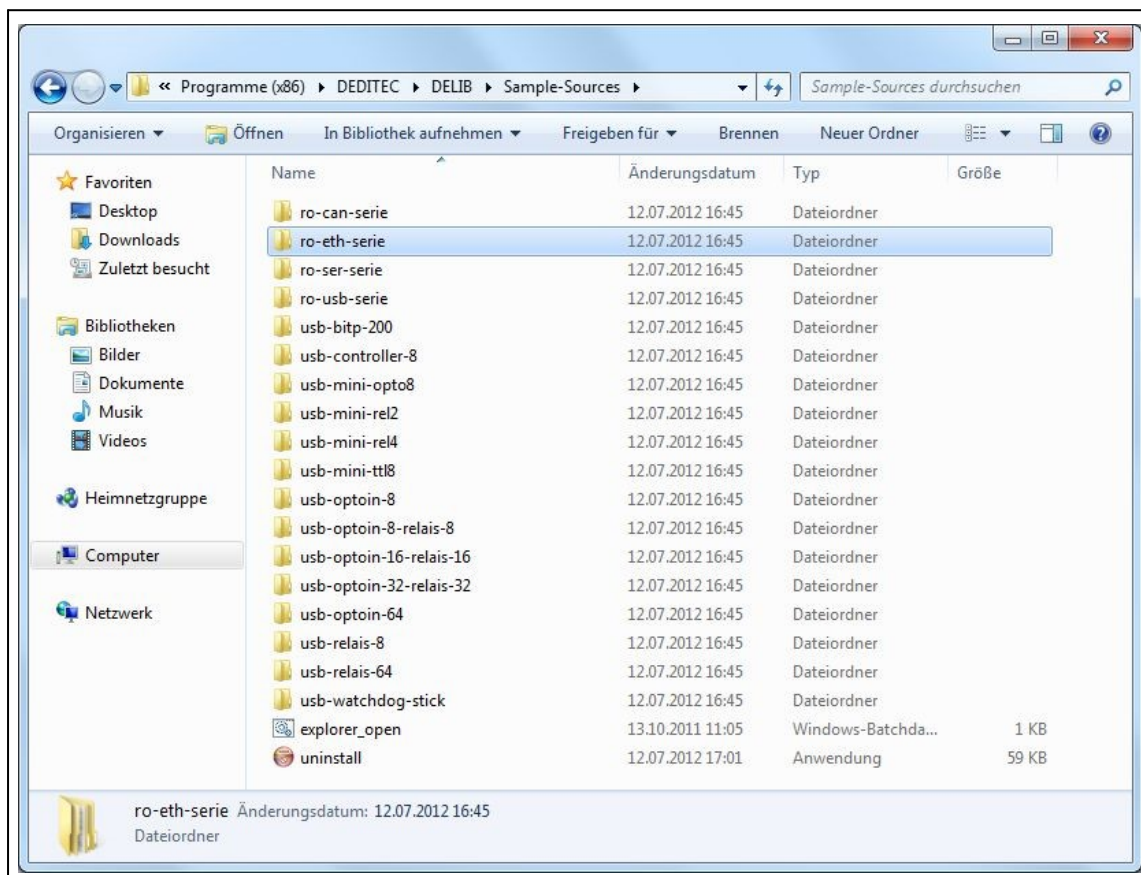 « Programme (x86) ▸ DEDITEC ▸ DELIB ▸ Sample-Sources ▸ Sample-Sources durchsuchen
Organisieren Öffnen In Bibliothek aufnehmen Freigeben für Brennen Neuer Ordner
Favoriten
Desktop
Downloads
Zuletzt besucht
Bibliotheken
Bilder
Dokumente
Musik
Videos
Heimnetzgruppe
Computer
Netzwerk
Name Änderungsdatum Typ Größe
ro-can-serie 12.07.2012 16:45 Dateiordner
ro-eth-serie 12.07.2012 16:45 Dateiordner
ro-ser-serie 12.07.2012 16:45 Dateiordner
ro-usb-serie 12.07.2012 16:45 Dateiordner
usb-bitp-200 12.07.2012 16:45 Dateiordner
usb-controller-8 12.07.2012 16:45 Dateiordner
usb-mini-opto8 12.07.2012 16:45 Dateiordner
usb-mini-rel2 12.07.2012 16:45 Dateiordner
usb-mini-rel4 12.07.2012 16:45 Dateiordner
usb-mini-ttl8 12.07.2012 16:45 Dateiordner
usb-optoin-8 12.07.2012 16:45 Dateiordner
usb-optoin-8-relais-8 12.07.2012 16:45 Dateiordner
usb-optoin-16-relais-16 12.07.2012 16:45 Dateiordner
usb-optoin-32-relais-32 12.07.2012 16:45 Dateiordner
usb-optoin-64 12.07.2012 16:45 Dateiordner
usb-relais-8 12.07.2012 16:45 Dateiordner
usb-relais-64 12.07.2012 16:45 Dateiordner
usb-watchdog-stick 12.07.2012 16:45 Dateiordner
explorer_open 13.10.2011 11:05 Windows-Batchda... 1 KB
uninstall 12.07.2012 17:01 Anwendung 59 KB
ro-eth-serie Änderungsdatum: 12.07.2012 16:45
Dateiordner